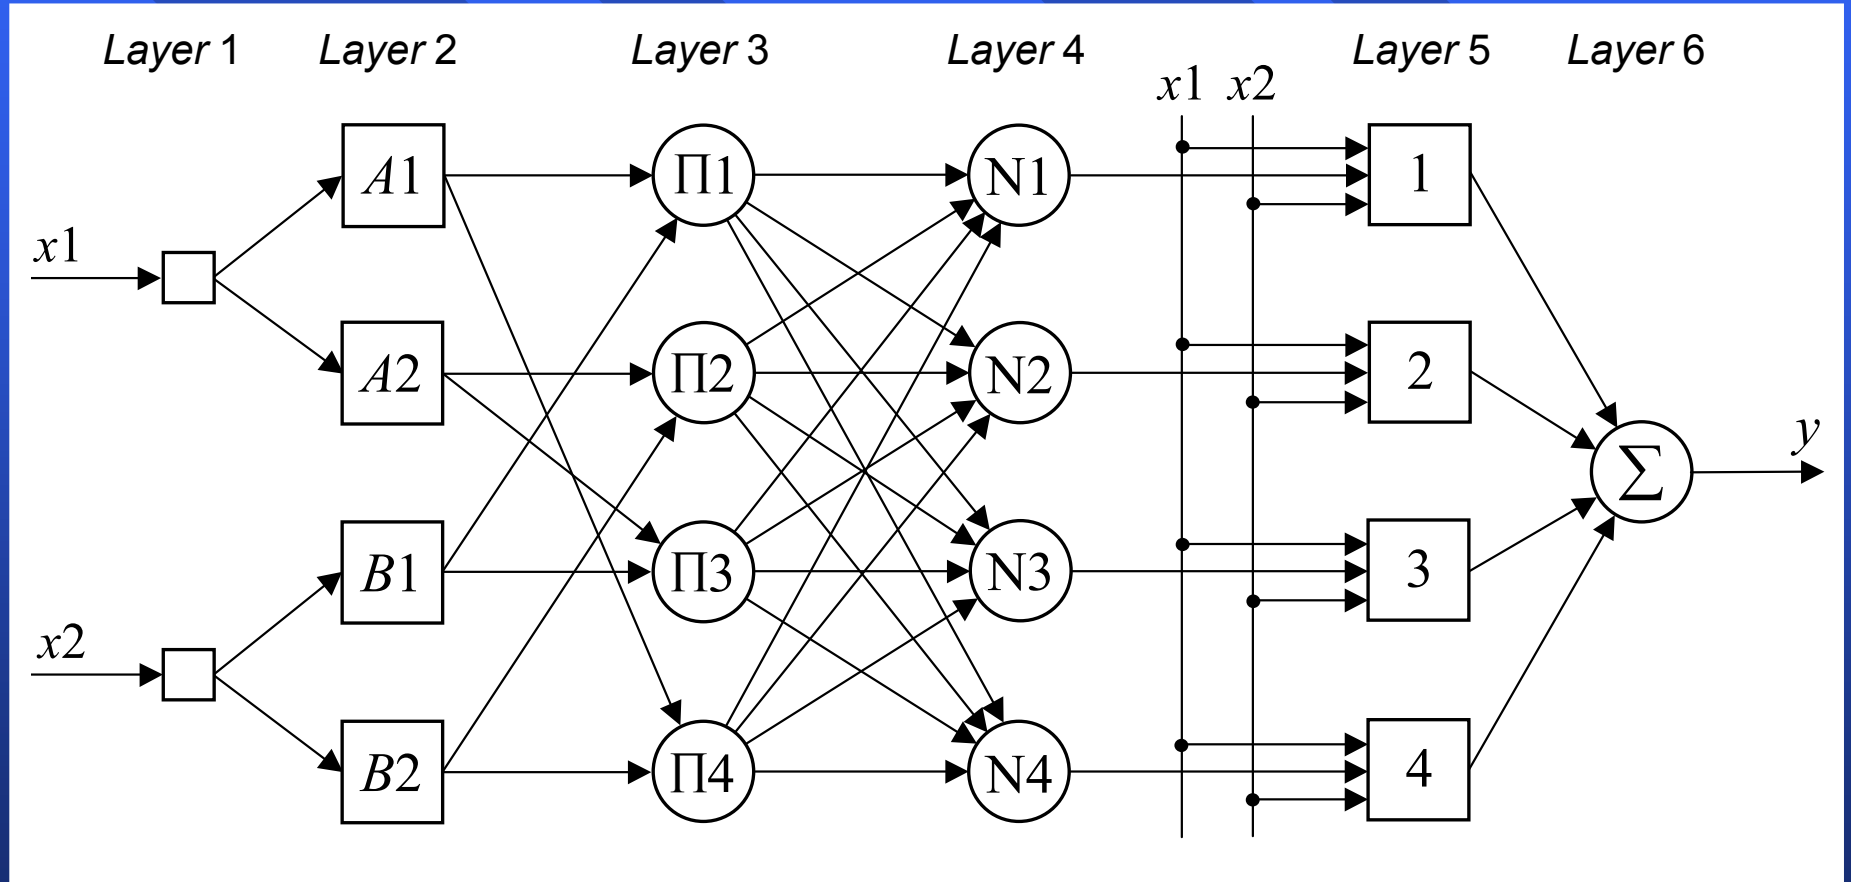 Layer 1 Layer 2 Layer 3 Layer 4 Layer 5 Layer 6
x1 x2
A1 Π1 N1 1
x1
A2 Π2 N2 2
y
Σ
B1 Π3 N3 3
x2
B2 Π4 N4 4